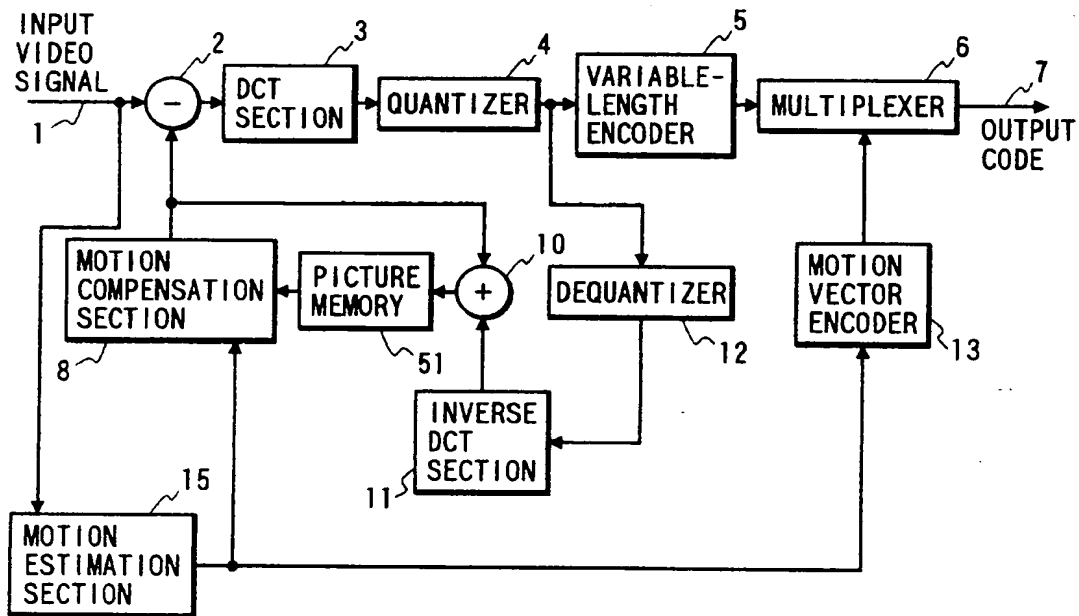 INPUT
VIDEO
SIGNAL
1
2
3
DCT
SECTION
4
QUANTIZER
5
VARIABLE-
LENGTH
ENCODER
6
MULTIPLEXER
7
OUTPUT
CODE
MOTION
COMPENSATION
SECTION
8
PICTURE
MEMORY
51
10
+
DEQUANTIZER
12
MOTION
VECTOR
ENCODER
13
INVERSE
DCT
SECTION
11
15
MOTION
ESTIMATION
SECTION